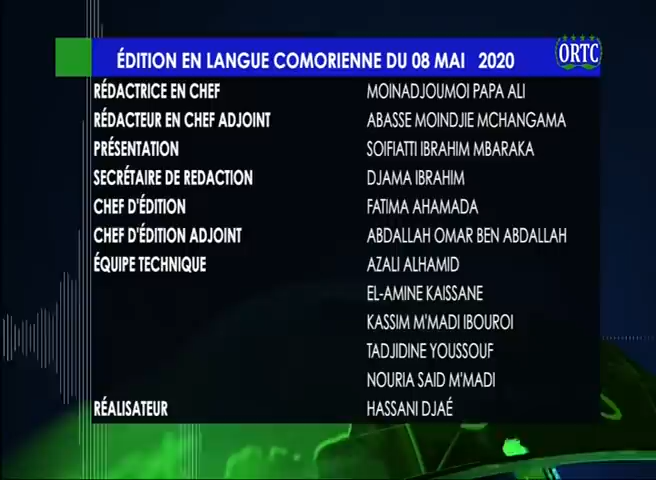 ÉDITION EN LANGUE COMORIENNE DU 08 MAI 2020
ORTC
RÉDACTRICE EN CHEF MOINADJOUMOI PAPA ALI
RÉDACTEUR EN CHEF ADJOINT ABASSE MOINDJIE MCHANGAMA
PRÉSENTATION SOIFIATTI IBRAHIM MBARAKA
SECRÉTAIRE DE REDACTION DJAMA IBRAHIM
CHEF D'ÉDITION FATIMA AHAMADA
CHEF D'ÉDITION ADJOINT ABDALLAH OMAR BEN ABDALLAH
ÉQUIPE TECHNIQUE AZALI ALHAMID
EL-AMINE KAISSANE
KASSIM M'MADI IBOUROI
TADJIDINE YOUSSOUF
NOURIA SAID M'MADI
RÉALISATEUR HASSANI DJAÉ